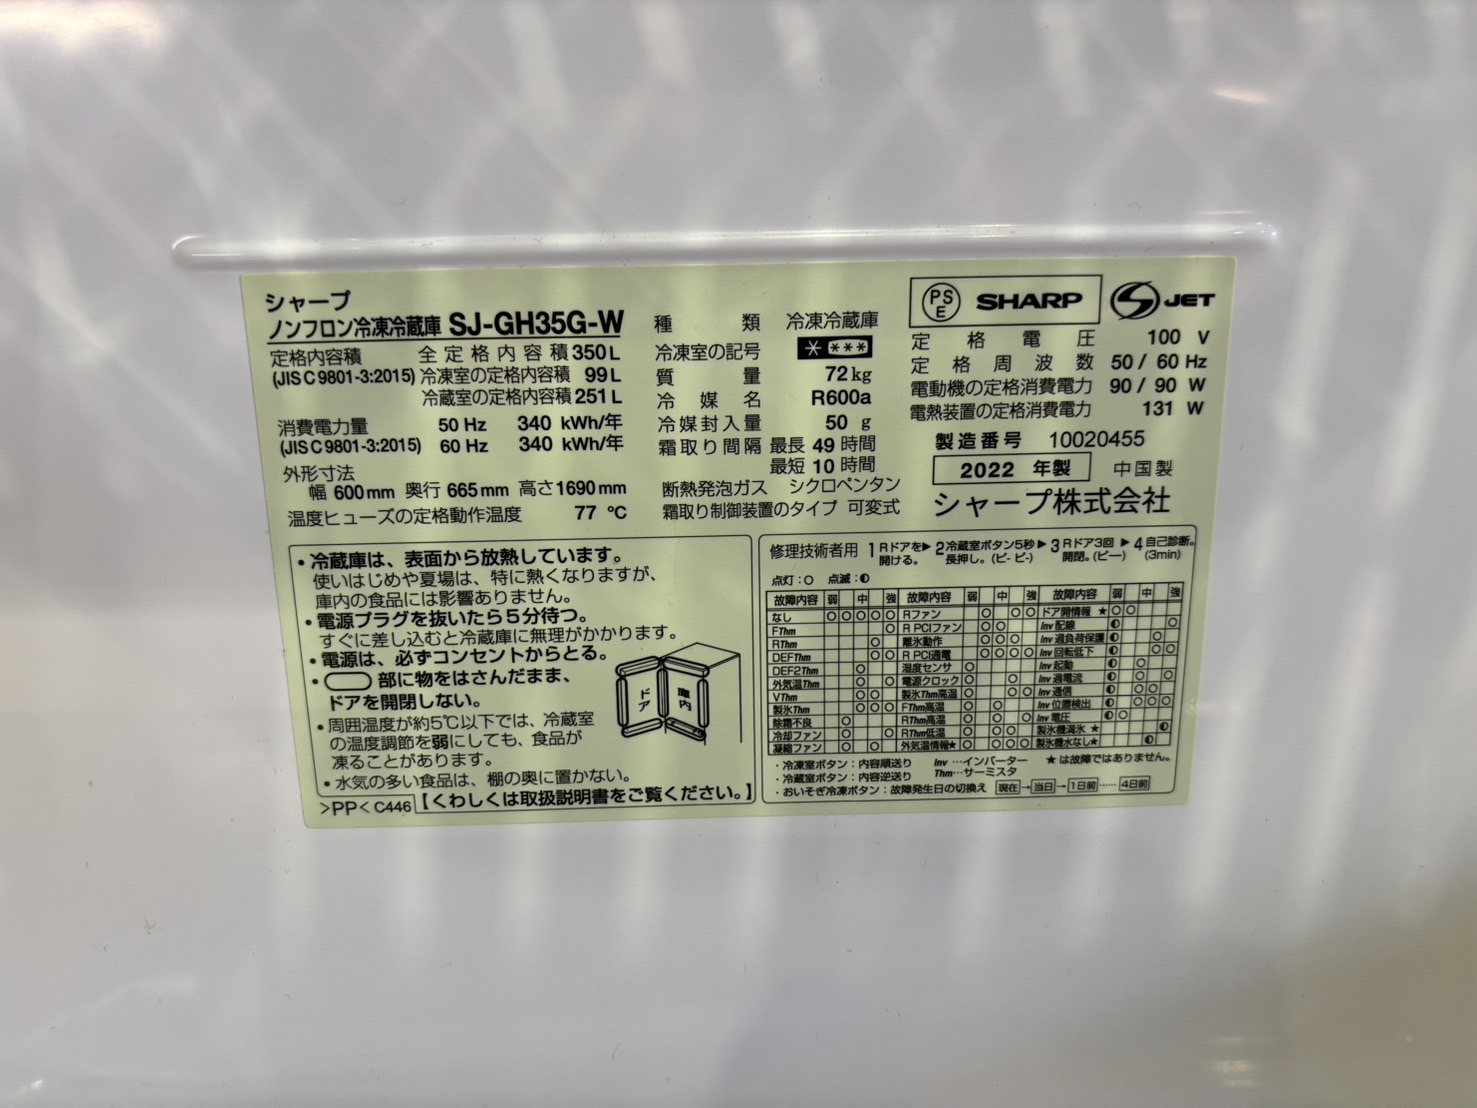 シャープ
ノンフロン冷凍冷蔵庫 SJ-GH35G-W
定格内容積 全定格内容積 350 L
(JIS C 9801-3:2015) 冷凍室の定格内容積 99 L
冷蔵室の定格内容積 251 L
消費電力量 50 Hz 340 kWh/年
(JIS C 9801-3:2015) 60 Hz 340 kWh/年
外形寸法
幅 600 mm 奥行 665 mm 高さ 1690 mm
温度ヒューズの定格動作温度 77 ℃
種類 冷凍冷蔵庫
冷凍室の記号 * ***
質量 72 kg
冷媒名 R600a
冷媒封入量 50 g
霜取り間隔 最長 49 時間
最短 10 時間
断熱発泡ガス シクロペンタン
霜取り制御装置のタイプ 可変式
PSE SHARP JET
定格電圧 100 V
定格周波数 50 / 60 Hz
電動機の定格消費電力 90 / 90 W
電熱装置の定格消費電力 131 W
製造番号 10020455
2022 年製 中国製
シャープ株式会社
・冷蔵庫は、表面から放熱しています。
使いはじめや夏場は、特に熱くなりますが、
庫内の食品には影響ありません。
・電源プラグを抜いたら5分待つ。
すぐに差し込むと冷蔵庫に無理がかかります。
・電源は、必ずコンセントからとる。
・ 部に物をはさんだまま、
ドアを開閉しない。
・周囲温度が約5℃以下では、冷蔵室
の温度調節を弱にしても、食品が
凍ることがあります。
・水気の多い食品は、棚の奥に置かない。
ドア 庫内
>PP< C446 【くわしくは取扱説明書をご覧ください。】
修理技術者用 1 Rドアを開ける。 ▶ 2 冷蔵室ボタン5秒長押し。(ピ-ピ-) ▶ 3 Rドア3回開閉。(ピー) ▶ 4 自己診断。(3min)
点灯:○ 点滅:◐
故障内容 弱 中 強 故障内容 弱 中 強 故障内容 弱 中 強
なし ○○○○○ Rファン ○ ○○ ドア開情報★ ○○
FThm ○ R PCIファン ○○ Inv 配線 ◐ ○
RThm ○ 離氷動作 ○○○ Inv 過負荷保護 ◐ ○
DEFThm ○○ R PCI通電 ○○○○ Inv 回転低下 ◐ ○○
DEF2Thm ○ 湿度センサ ○ Inv 起動 ◐ ○
外気温Thm ○ ○ 電源クロック ○ ○ Inv 過電流 ◐ ○ ○
VThm ○○ 製氷Thm高温 ○ ○○ Inv 通信 ◐ ○○
製氷Thm ○○○ FThm高温 ○ ○ Inv 位置検出 ◐ ○○○
除霜不良 ○ RThm高温 ○ ○ ○ Inv 電圧 ◐○
冷却ファン ○ ○ RThm低温 ○ ○○ 製氷機満氷★ ◐
凝縮ファン ○ ○ 外気温情報★ ○ ○○○ 製氷機水なし★ ◐
・冷凍室ボタン:内容順送り Inv …インバーター ★は故障ではありません。
・冷蔵室ボタン:内容逆送り Thm…サーミスタ
・おいそぎ冷凍ボタン:故障発生日の切換え 現在→当日→1日前……4日前